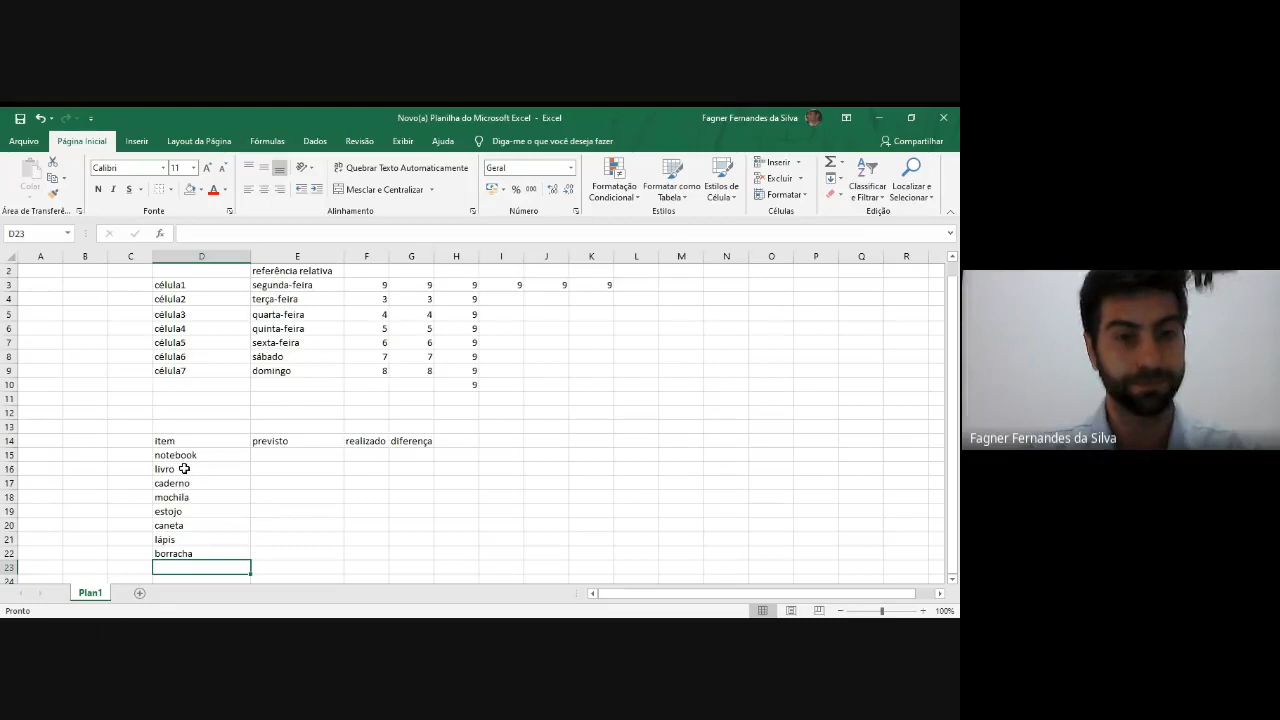 Novo(a) Planilha do Microsoft Excel - Excel
Fagner Fernandes da Silva
Arquivo Página Inicial Inserir Layout da Página Fórmulas Dados Revisão Exibir Ajuda Diga-me o que você deseja fazer Compartilhar
Colar
Calibri 11
N I S
Quebrar Texto Automaticamente
Mesclar e Centralizar
Geral
% 000
Formatação Condicional
Formatar como Tabela
Estilos de Célula
Inserir
Excluir
Formatar
Classificar e Filtrar
Localizar e Selecionar
Área de Transferê... Fonte Alinhamento Número Estilos Células Edição
D23 fx
A B C D E F G H I J K L M N O P Q R
2 referência relativa
3 célula1 segunda-feira 9 9 9 9 9 9
4 célula2 terça-feira 3 3 9
5 célula3 quarta-feira 4 4 9
6 célula4 quinta-feira 5 5 9
7 célula5 sexta-feira 6 6 9
8 célula6 sábado 7 7 9
9 célula7 domingo 8 8 9
10 9
11
12
13
14 item previsto realizado diferença
15 notebook
16 livro
17 caderno
18 mochila
19 estojo
20 caneta
21 lápis
22 borracha
23
24
Plan1
Pronto 100%
Fagner Fernandes da Silva